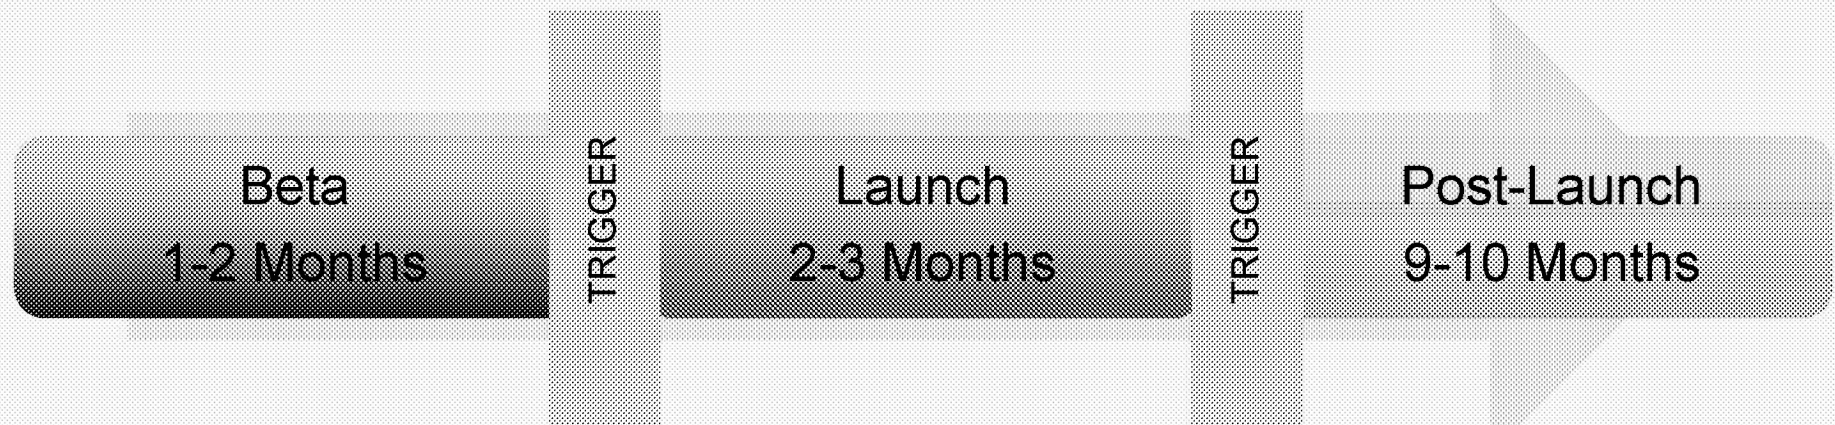 Beta
1-2 Months
TRIGGER
Launch
2-3 Months
TRIGGER
Post-Launch
9-10 Months